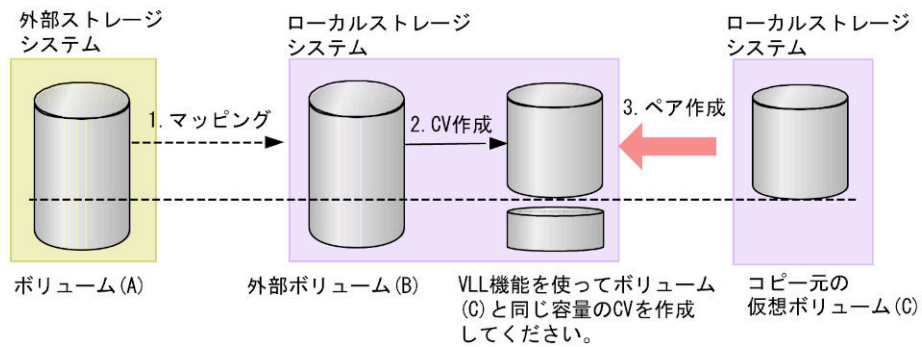 外部ストレージ
システム
ローカルストレージ
システム
ローカルストレージ
システム
1.マッピング
2.CV作成
3.ペア作成
ボリューム(A)
外部ボリューム(B)
VLL機能を使ってボリューム
(C)と同じ容量のCVを作成
してください。
コピー元の
仮想ボリューム(C)